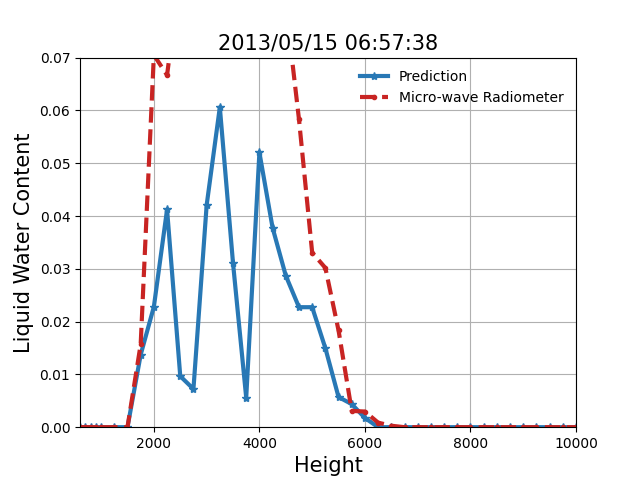 2013/05/15 06:57:38
Liquid Water Content
0.07
0.06
0.05
0.04
0.03
0.02
0.01
0.00
Prediction
Micro-wave Radiometer
2000 4000 6000 8000 10000
Height